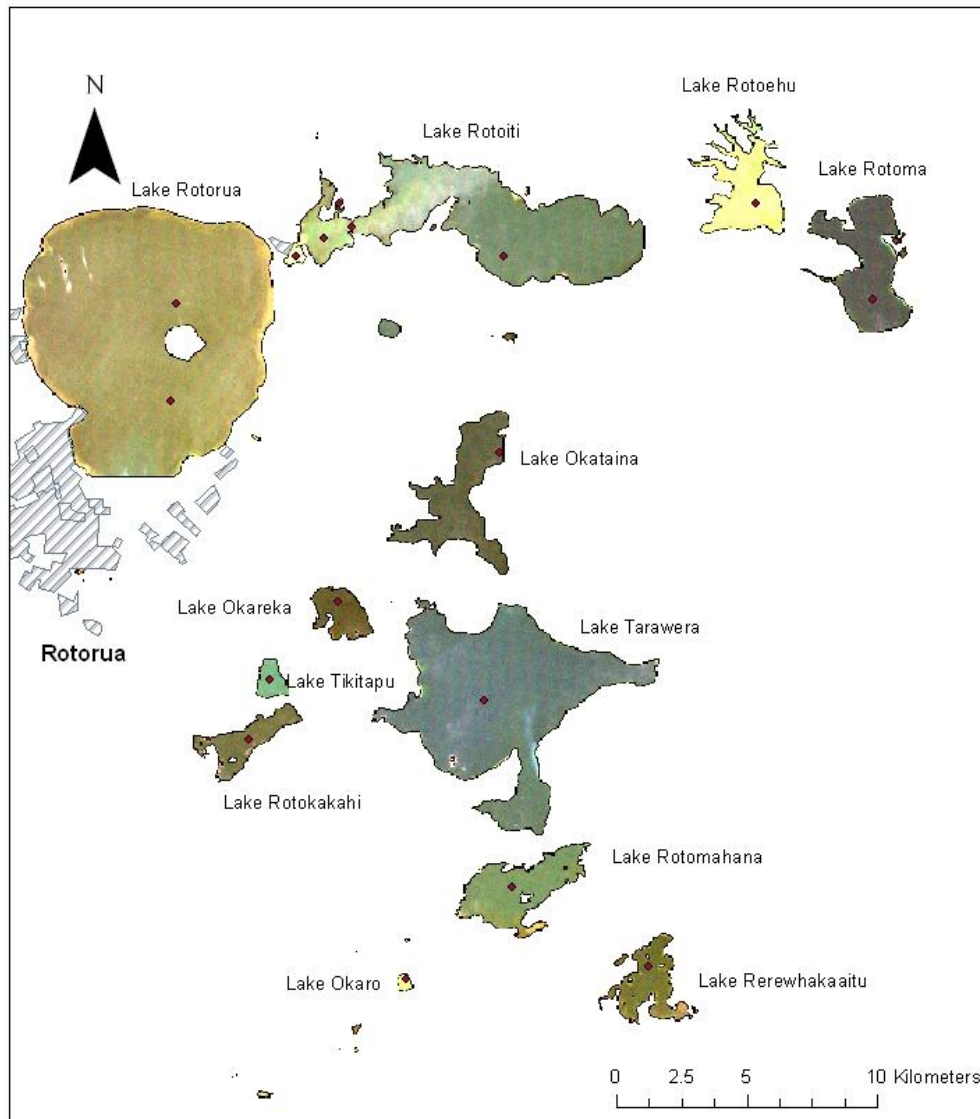 N
Lake Rotoehu
Lake Rotoiti
Lake Rotoma
Lake Rotorua
Lake Okataina
Lake Okareka
Lake Tarawera
Rotorua
Lake Tikitapu
Lake Rotokakahi
Lake Rotomahana
Lake Okaro
Lake Rerewhakaaitu
0 2.5 5 10 Kilometers